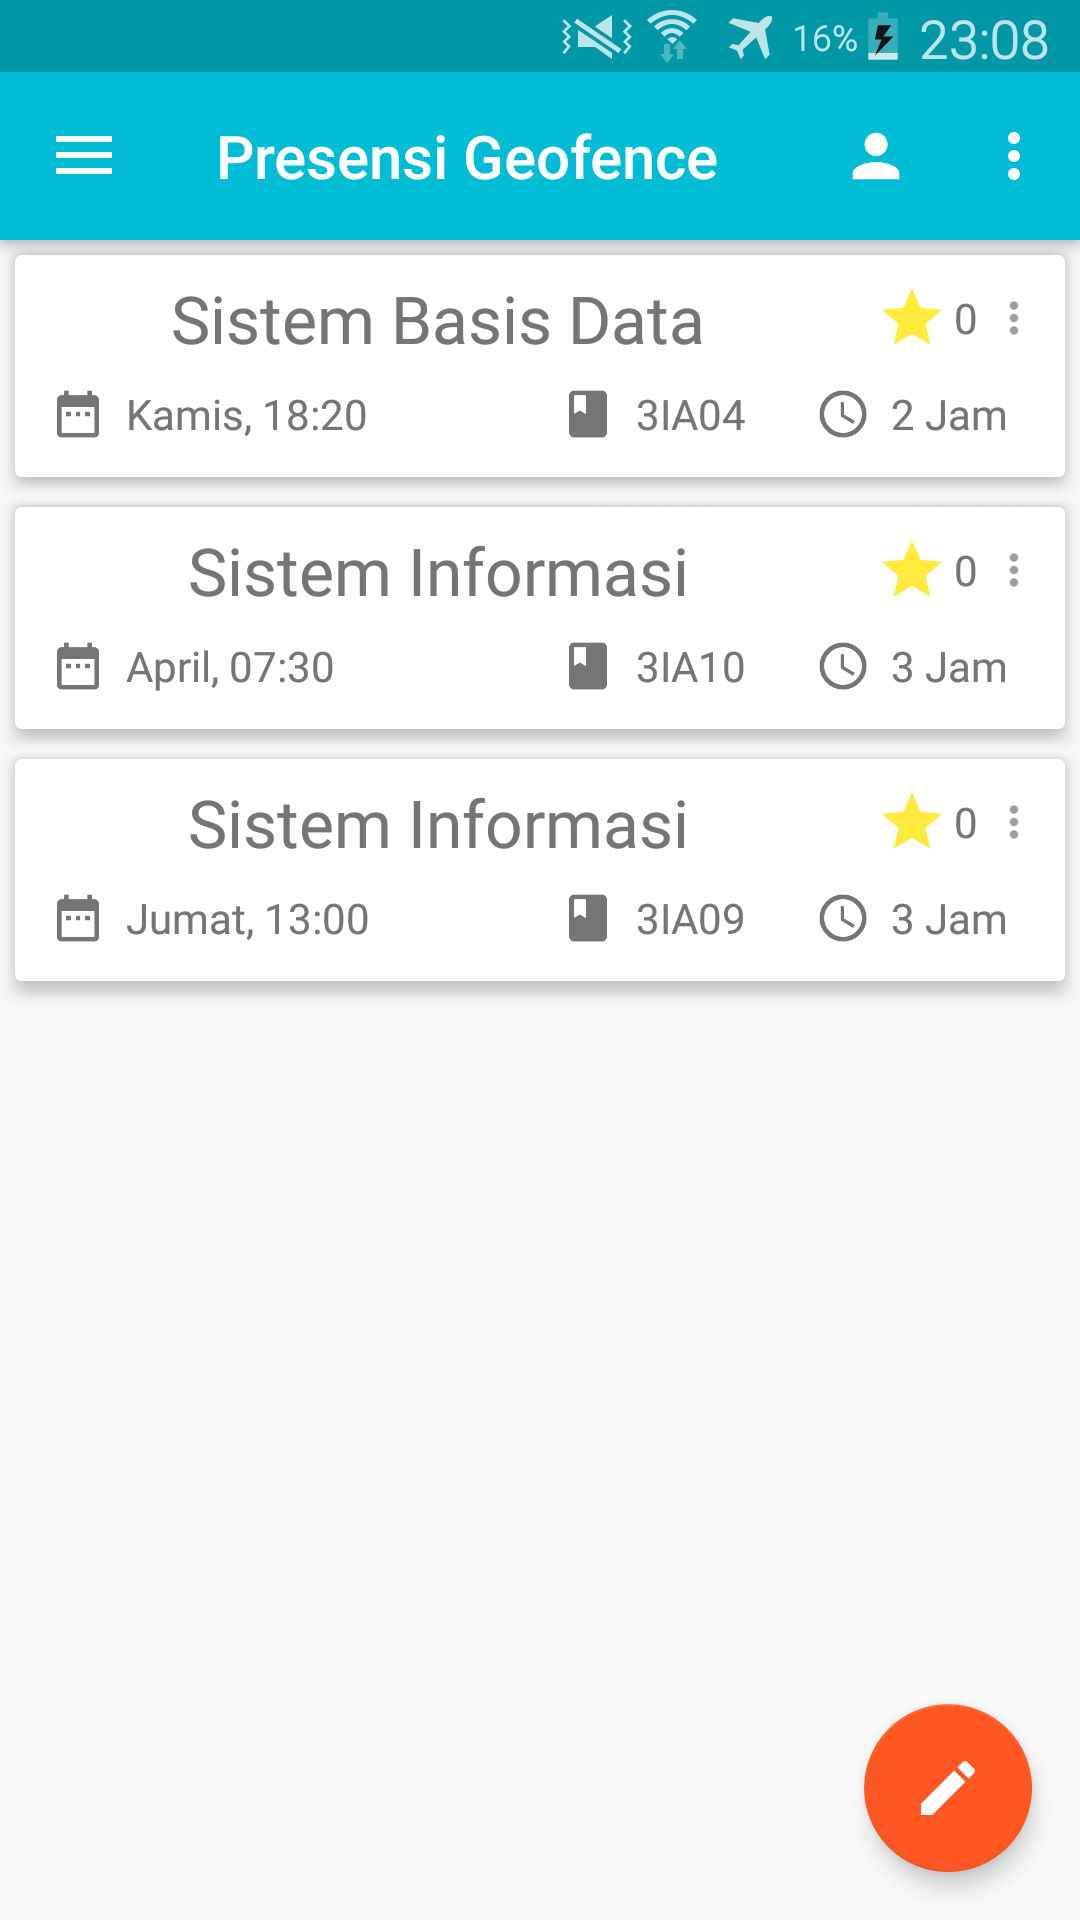 16% 23:08
Presensi Geofence
Sistem Basis Data 0
Kamis, 18:20 3IA04 2 Jam
Sistem Informasi 0
April, 07:30 3IA10 3 Jam
Sistem Informasi 0
Jumat, 13:00 3IA09 3 Jam